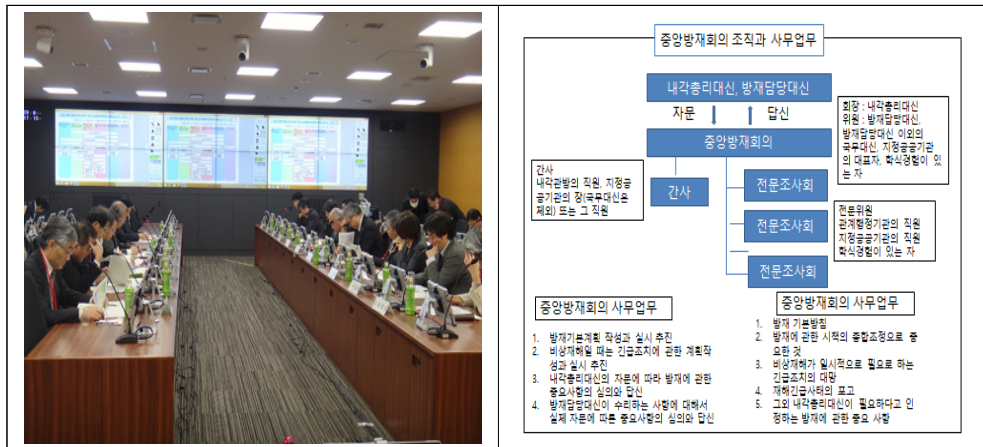 중앙방재회의 조직과 사무업무
내각총리대신, 방재담당대신
자문
답신
회장 : 내각총리대신
위원 : 방재담당대신,
방재담당대신 이외의
국무대신, 지정공공기관
의 대표자, 학식경험이 있
는 자
중앙방재회의
간사
내각관방의 직원, 지정공
공기관의 장(국무대신은
제외) 또는 그 직원
간사
전문조사회
전문조사회
전문조사회
전문위원
관계행정기관의 직원
지정공공기관의 직원
학식경험이 있는 자
중앙방재회의 사무업무
1. 방재기본계획 작성과 실시 추진
2. 비상재해일 때는 긴급조치에 관한 계획작
성과 실시 추진
3. 내각총리대신의 자문에 따라 방재에 관한
중요사항의 심의와 답신
4. 방재담당대신이 수리하는 사항에 대해서
실제 자문에 따른 중요사항의 심의와 답신
중앙방재회의 사무업무
1. 방재 기본방침
2. 방재에 관한 시책의 종합조정으로 중
요한 것
3. 비상재해가 일시적으로 필요로 하는
긴급조치의 대망
4. 재해긴급사태의 포고
5. 그외 내각총리대신이 필요하다고 인
정하는 방재에 관한 중요 사항